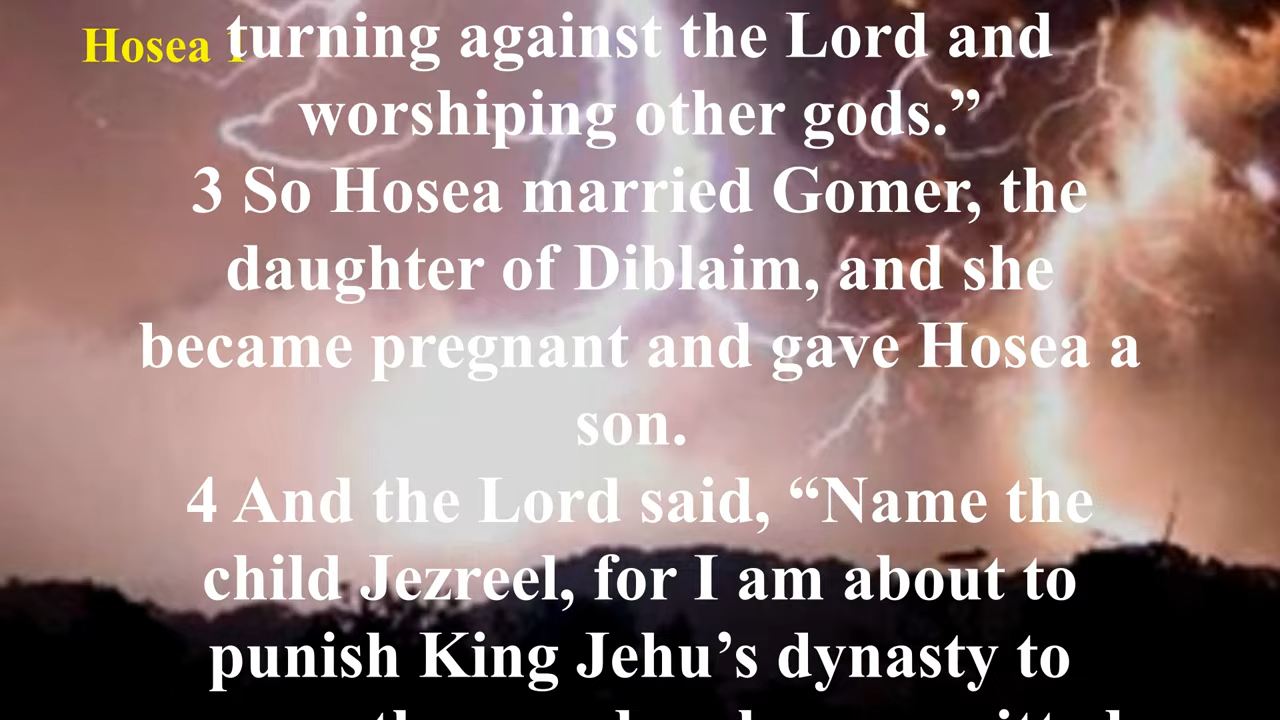 Hosea 1
turning against the Lord and
worshiping other gods.”
3 So Hosea married Gomer, the
daughter of Diblaim, and she
became pregnant and gave Hosea a
son.
4 And the Lord said, “Name the
child Jezreel, for I am about to
punish King Jehu’s dynasty to